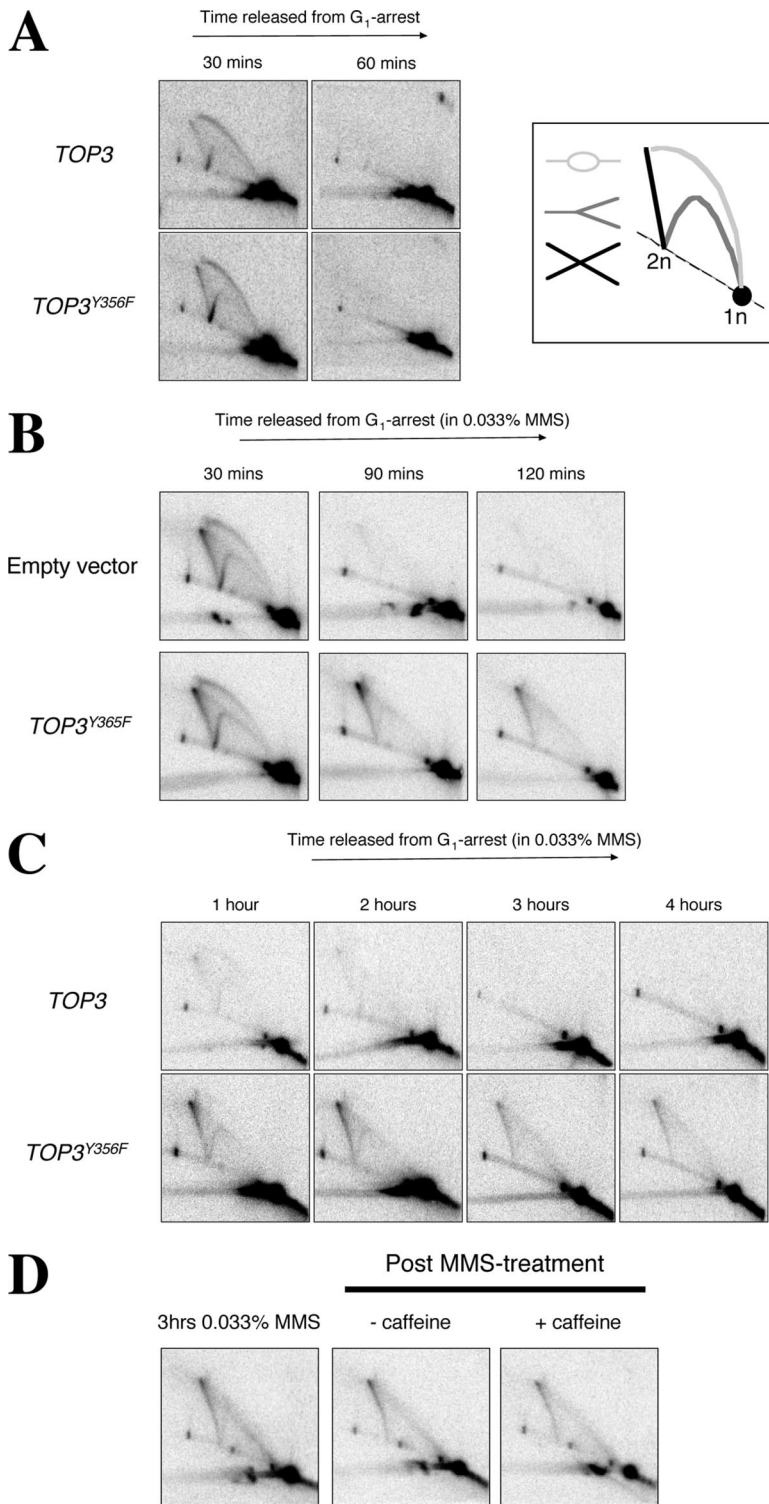 A
Time released from G1-arrest
30 mins
60 mins
TOP3
TOP3Y356F
2n
1n
B
Time released from G1-arrest (in 0.033% MMS)
30 mins
90 mins
120 mins
Empty vector
TOP3Y365F
C
Time released from G1-arrest (in 0.033% MMS)
1 hour
2 hours
3 hours
4 hours
TOP3
TOP3Y356F
D
Post MMS-treatment
3hrs 0.033% MMS
- caffeine
+ caffeine